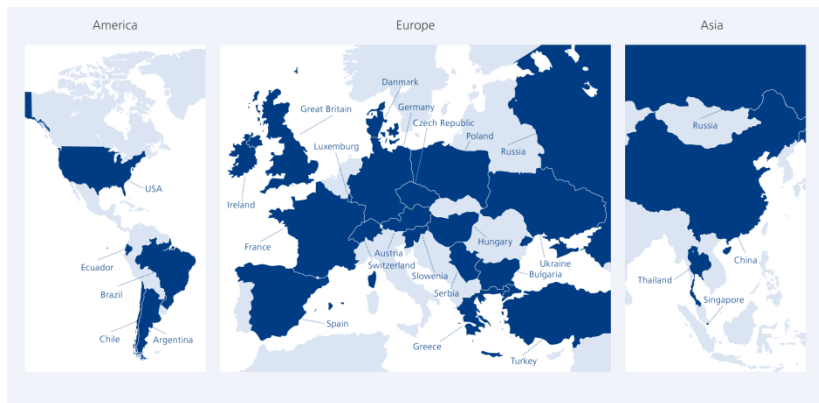 America
Europe
Asia
USA
Ecuador
Brazil
Chile
Argentina
Danmark
Great Britain
Germany
Czech Republic
Luxemburg
Poland
Russia
Ireland
France
Austria
Switzerland
Hungary
Slowenia
Ukraine
Bulgaria
Serbia
Spain
Greece
Turkey
Russia
China
Thailand
Singapore